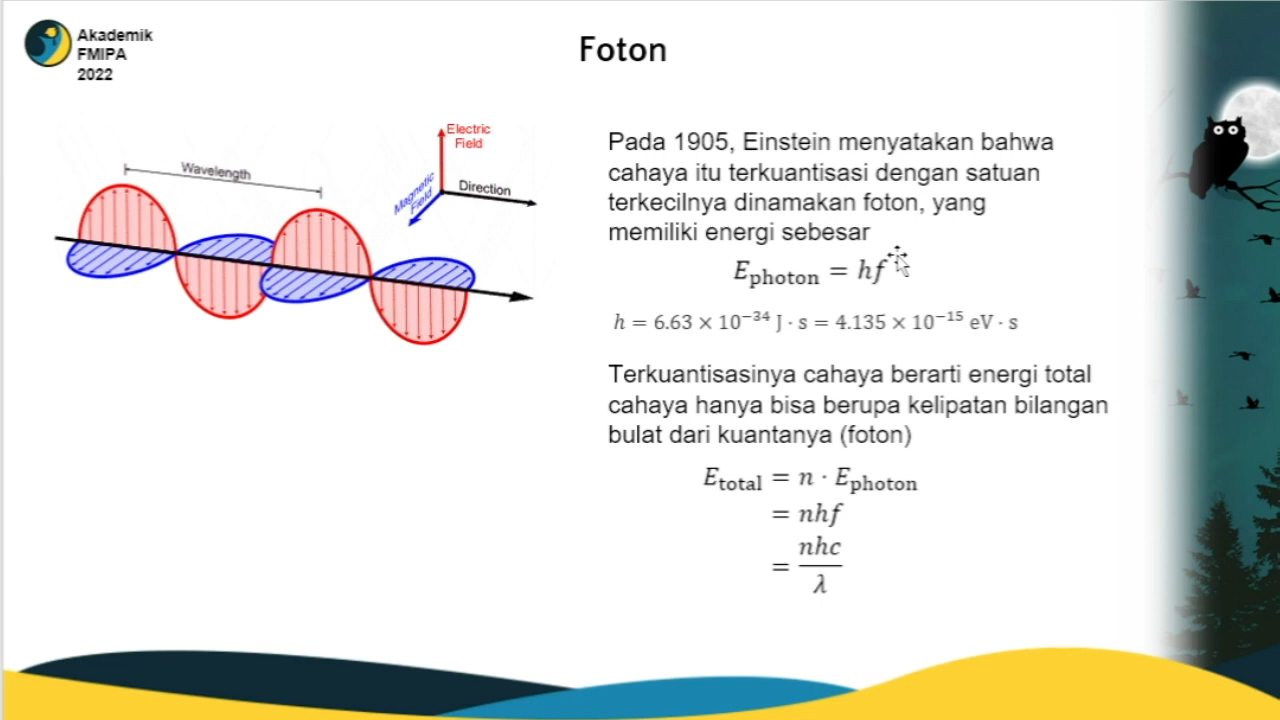 Akademik
FMIPA
2022
Foton
Electric
Field
Wavelength
Magnetic
Field
Direction
Pada 1905, Einstein menyatakan bahwa
cahaya itu terkuantisasi dengan satuan
terkecilnya dinamakan foton, yang
memiliki energi sebesar
E_photon = hf
h = 6.63 × 10⁻³⁴ J · s = 4.135 × 10⁻¹⁵ eV · s
Terkuantisasinya cahaya berarti energi total
cahaya hanya bisa berupa kelipatan bilangan
bulat dari kuantanya (foton)
E_total = n · E_photon
= nhf
= nhc/λ